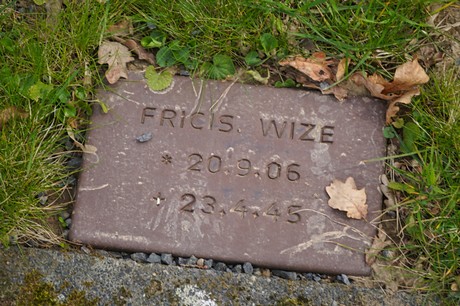 FRICIS. WIZE
* 20.9.06
+ 23.4.45